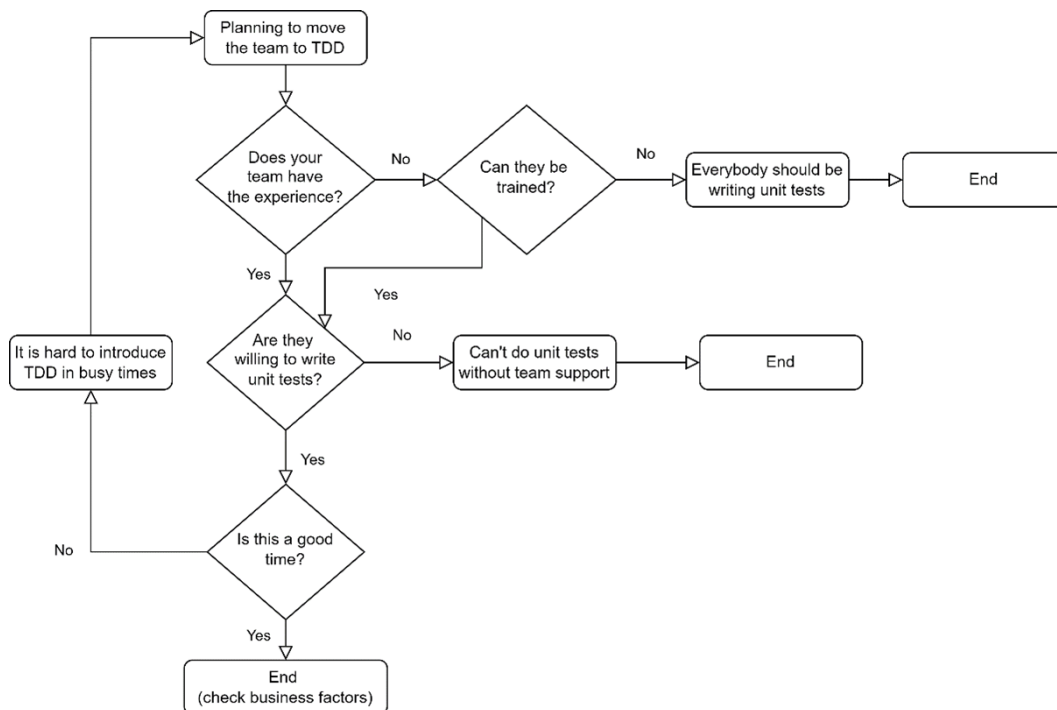 Planning to move
the team to TDD
Does your
team have
the experience?
No
Can they be
trained?
No
Everybody should be
writing unit tests
End
Yes
Yes
Are they
willing to write
unit tests?
No
Can't do unit tests
without team support
End
It is hard to introduce
TDD in busy times
Yes
Is this a good
time?
No
Yes
End
(check business factors)